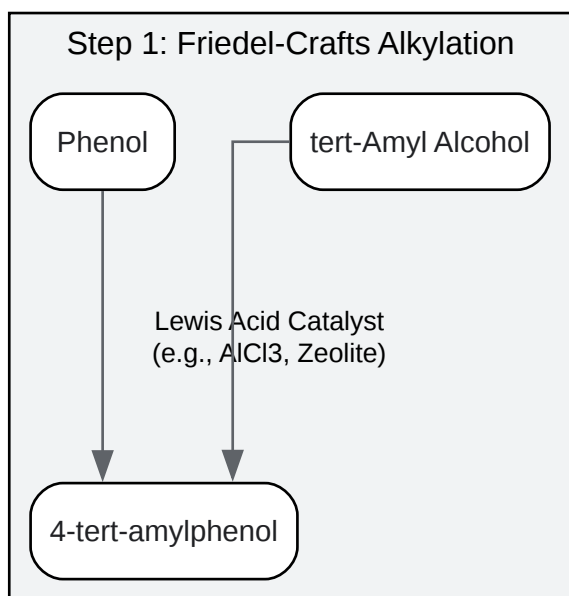 Step 1: Friedel-Crafts Alkylation
Phenol
tert-Amyl Alcohol
Lewis Acid Catalyst
(e.g., AlCl3, Zeolite)
4-tert-amylphenol